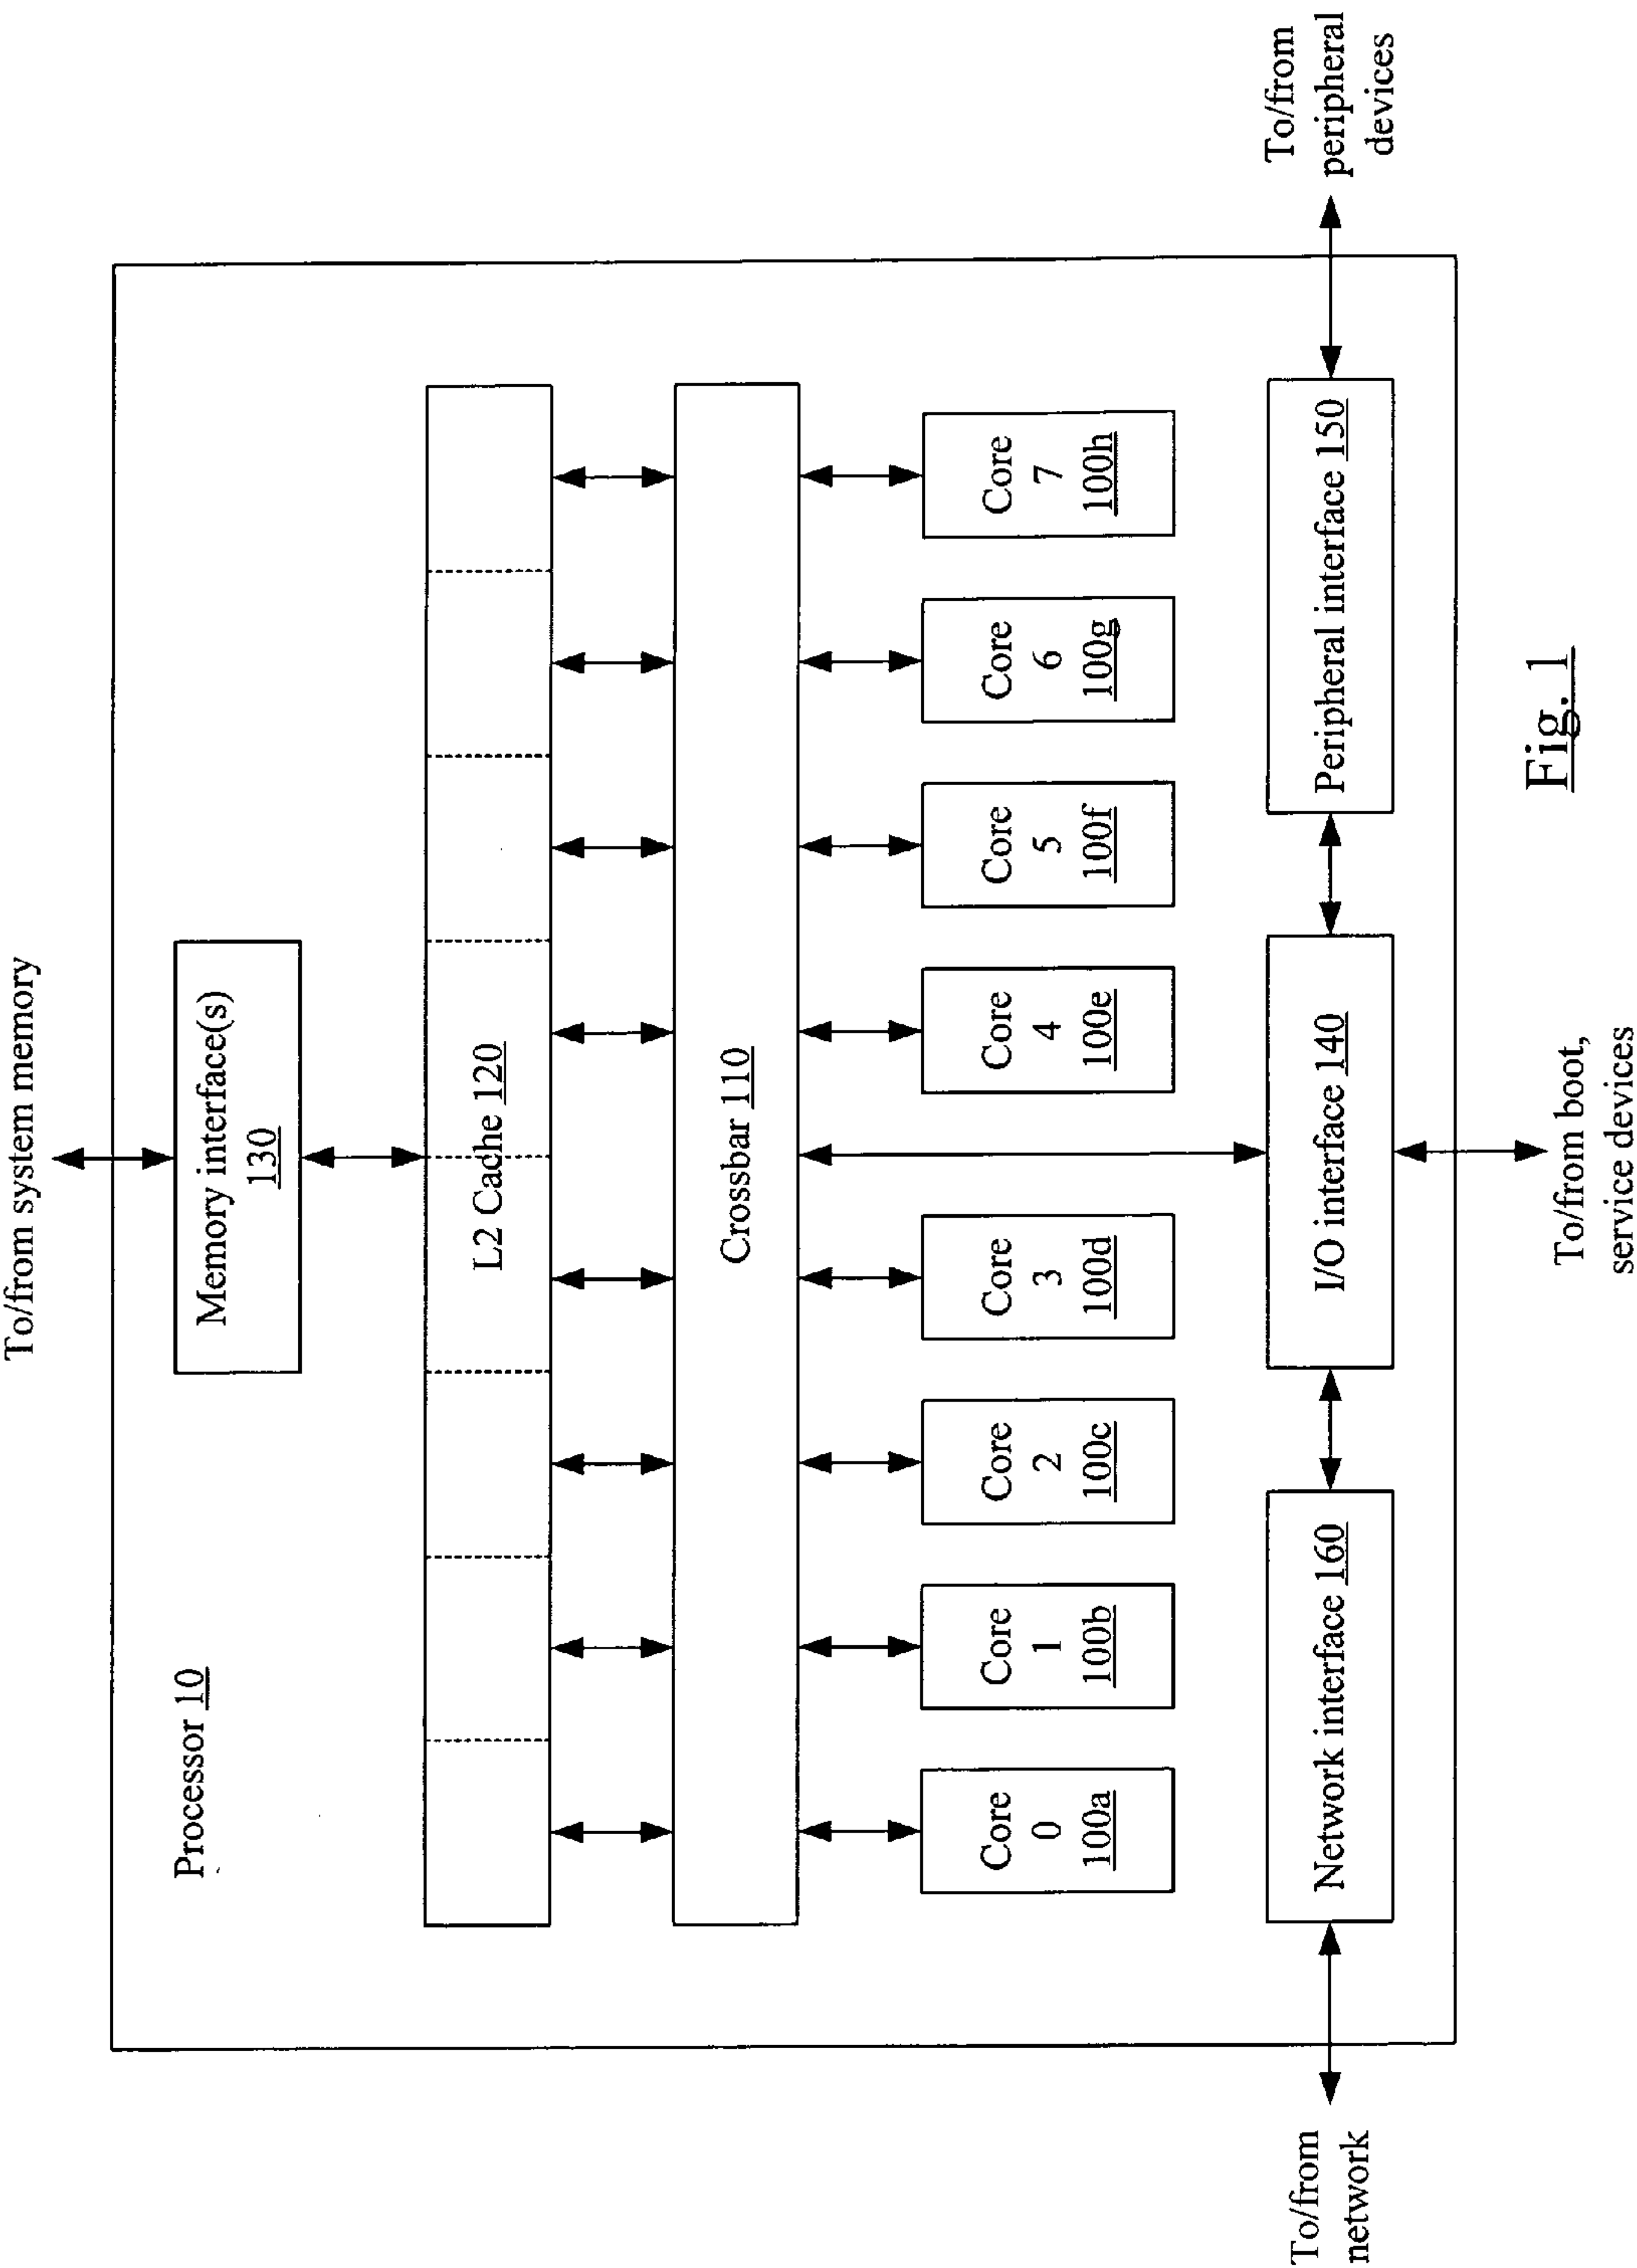 To/from system memory
Processor 10
Memory interface(s)
130
L2 Cache 120
Crossbar 110
Core
0
100a
Core
1
100b
Core
2
100c
Core
3
100d
Core
4
100e
Core
5
100f
Core
6
100g
Core
7
100h
To/from
network
Network interface 160
I/O interface 140
Peripheral interface 150
To/from
peripheral
devices
To/from boot,
service devices
Fig. 1